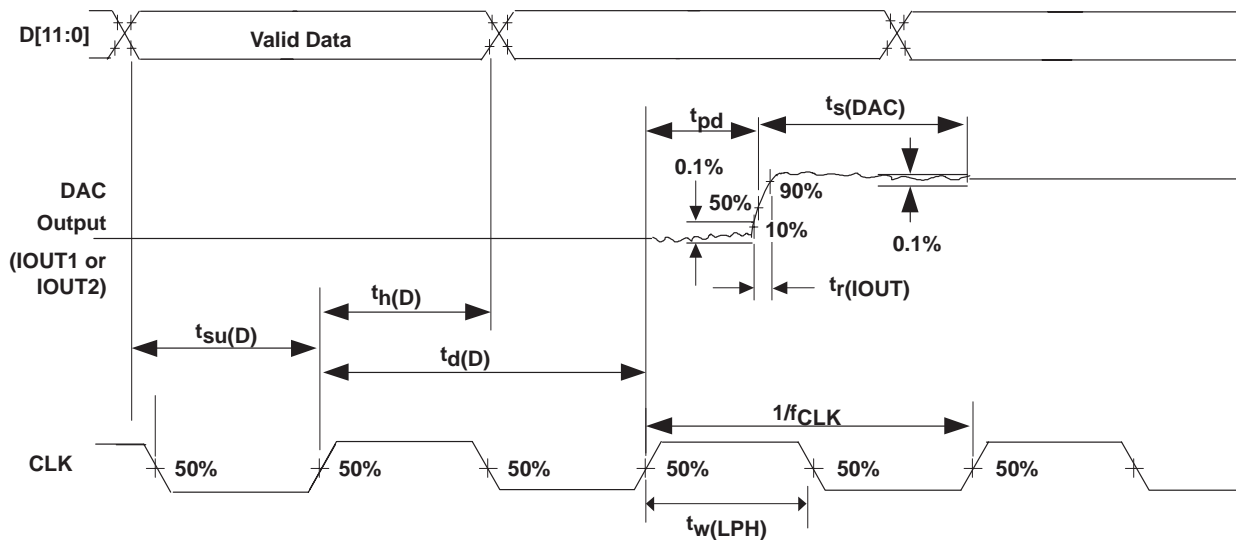 D[11:0]
Valid Data
ts(DAC)
tpd
0.1%
DAC
Output
(IOUT1 or
IOUT2)
50%
90%
10%
0.1%
tr(IOUT)
th(D)
tsu(D)
td(D)
1/fCLK
CLK
50%
50%
50%
50%
50%
50%
tw(LPH)